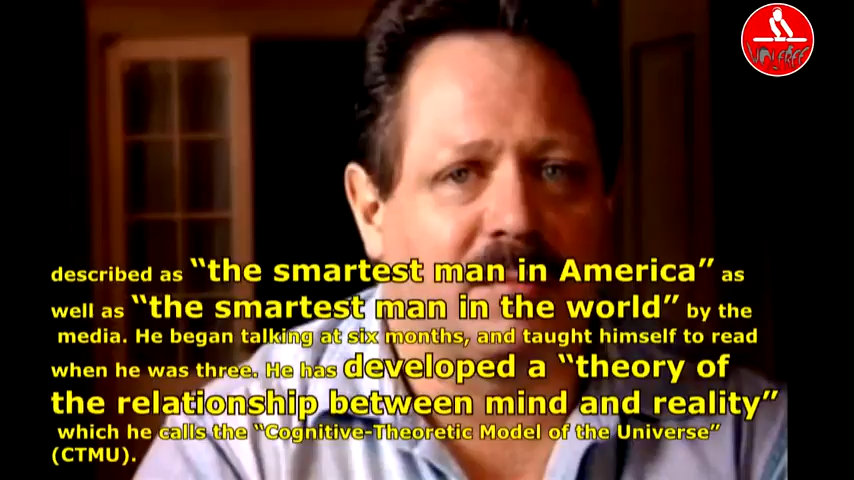 described as “the smartest man in America” as
well as “the smartest man in the world” by the
media. He began talking at six months, and taught himself to read
when he was three. He has developed a “theory of
the relationship between mind and reality”
which he calls the “Cognitive-Theoretic Model of the Universe”
(CTMU).